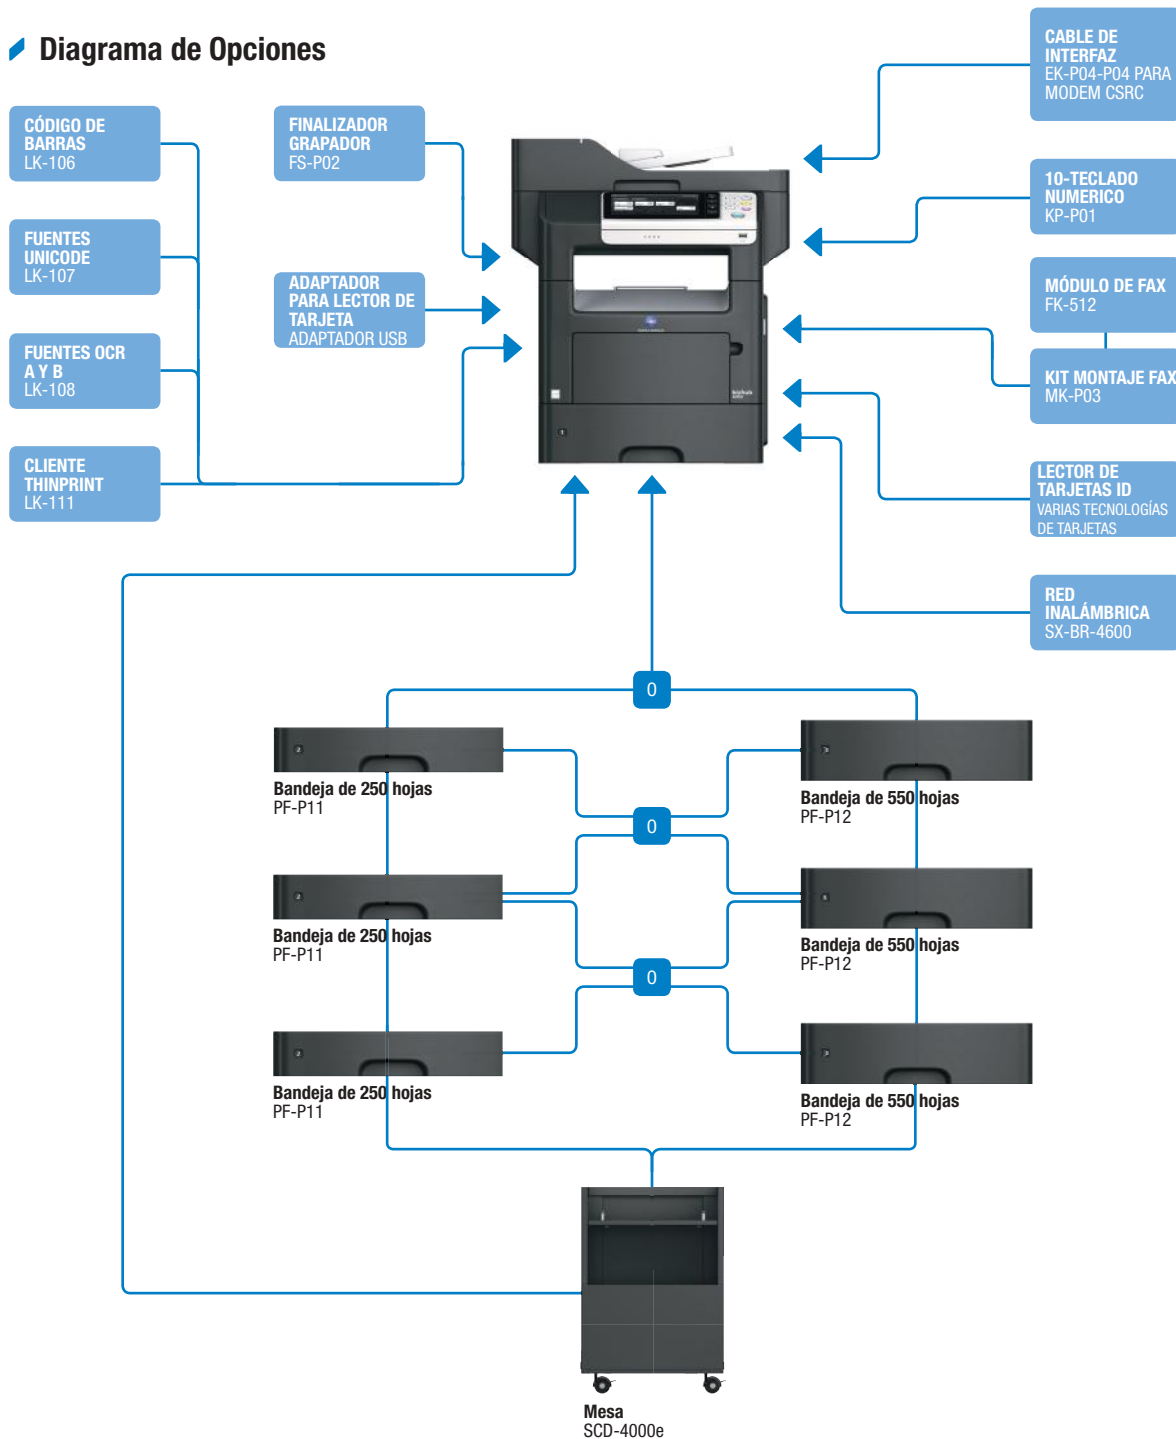 Diagrama de Opciones
CÓDIGO DE
BARRAS
LK-106
FUENTES
UNICODE
LK-107
FUENTES OCR
A Y B
LK-108
CLIENTE
THINPRINT
LK-111
FINALIZADOR
GRAPADOR
FS-P02
ADAPTADOR
PARA LECTOR DE
TARJETA
ADAPTADOR USB
CABLE DE
INTERFAZ
EK-P04-P04 PARA
MODEM CSRC
10-TECLADO
NUMERICO
KP-P01
MÓDULO DE FAX
FK-512
KIT MONTAJE FAX
MK-P03
LECTOR DE
TARJETAS ID
VARIAS TECNOLOGÍAS
DE TARJETAS
RED
INALÁMBRICA
SX-BR-4600
0
Bandeja de 250 hojas
PF-P11
Bandeja de 550 hojas
PF-P12
0
Bandeja de 250 hojas
PF-P11
Bandeja de 550 hojas
PF-P12
0
Bandeja de 250 hojas
PF-P11
Bandeja de 550 hojas
PF-P12
Mesa
SCD-4000e